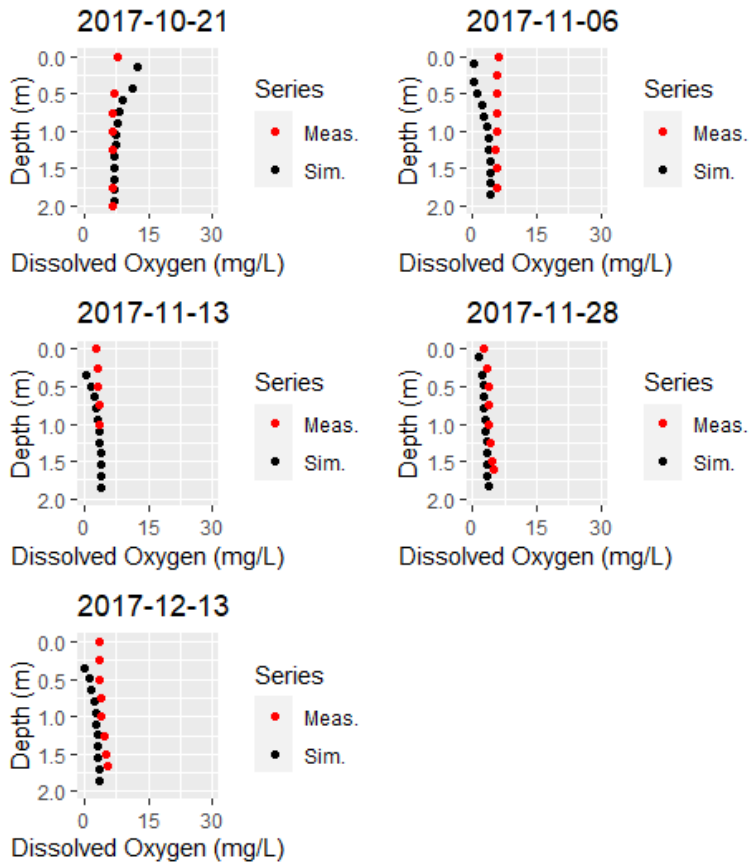 2017-10-21
0.0
0.5
1.0
1.5
2.0
Depth (m)
0 15 30
Dissolved Oxygen (mg/L)
Series
Meas.
Sim.
2017-11-06
0.0
0.5
1.0
1.5
2.0
Depth (m)
0 15 30
Dissolved Oxygen (mg/L)
Series
Meas.
Sim.
2017-11-13
0.0
0.5
1.0
1.5
2.0
Depth (m)
0 15 30
Dissolved Oxygen (mg/L)
Series
Meas.
Sim.
2017-11-28
0.0
0.5
1.0
1.5
2.0
Depth (m)
0 15 30
Dissolved Oxygen (mg/L)
Series
Meas.
Sim.
2017-12-13
0.0
0.5
1.0
1.5
2.0
Depth (m)
0 15 30
Dissolved Oxygen (mg/L)
Series
Meas.
Sim.